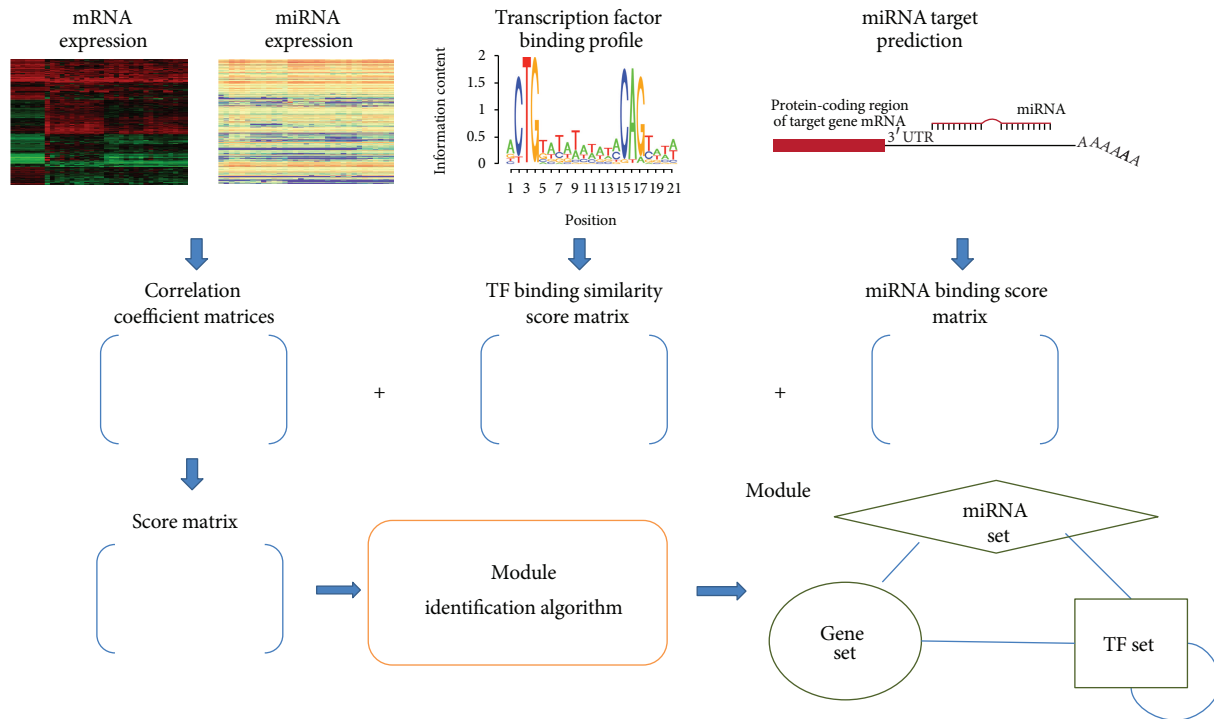 mRNA
expression
miRNA
expression
Transcription factor
binding profile
miRNA target
prediction
Information content
2
1.5
1
0.5
0
1 3 5 7 9 11 13 15 17 19 21
Position
Protein-coding region
of target gene mRNA
3′ UTR
miRNA
AAAAAA
Correlation
coefficient matrices
TF binding similarity
score matrix
miRNA binding score
matrix
+
+
Score matrix
Module
identification algorithm
Module
miRNA
set
Gene
set
TF set